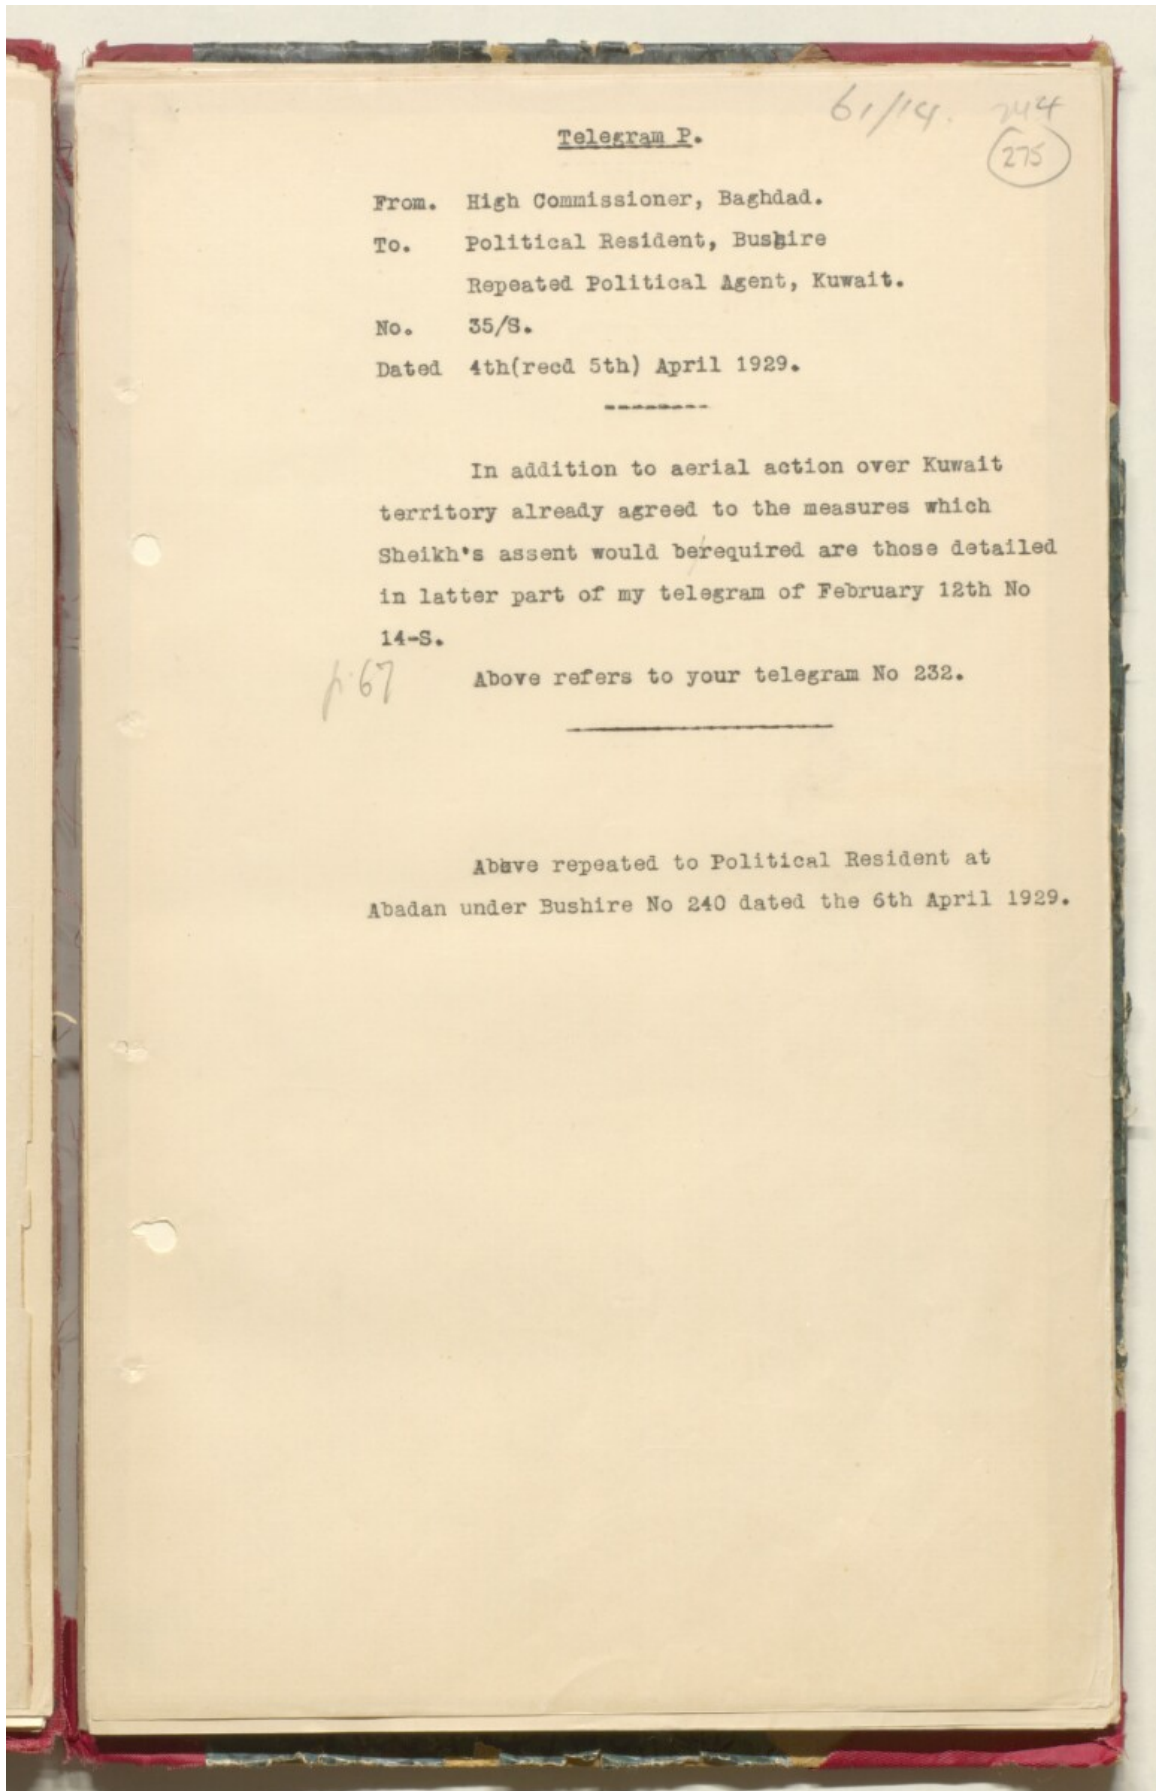 61/14. 244
275
Telegram P.
From. High Commissioner, Baghdad.
To. Political Resident, Bushire
Repeated Political Agent, Kuwait.
No. 35/S.
Dated 4th(recd 5th) April 1929.
--------
In addition to aerial action over Kuwait
territory already agreed to the measures which
Sheikh's assent would be/required are those detailed
in latter part of my telegram of February 12th No
14-S.
p. 67 Above refers to your telegram No 232.
Above repeated to Political Resident at
Abadan under Bushire No 240 dated the 6th April 1929.